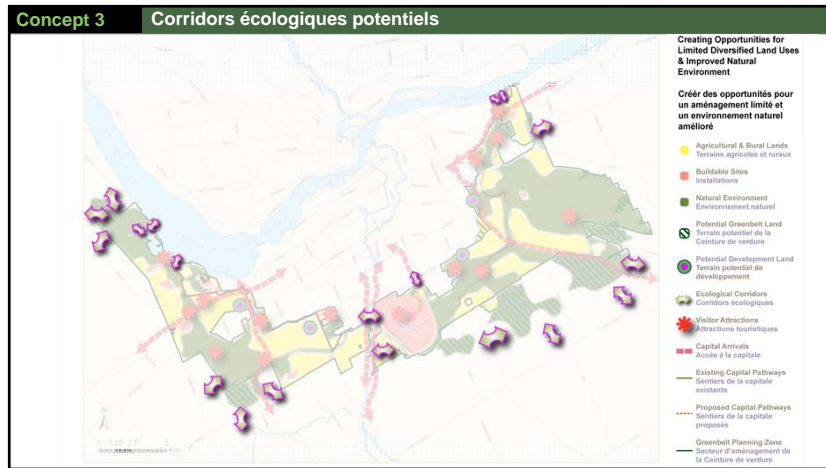 Concept 3
Corridors écologiques potentiels
Creating Opportunities for
Limited Diversified Land Uses
& Improved Natural
Environment
Créér des opportunités pour
un aménagement limité et
un environnement naturel
amélioré
Agricultural & Rural Lands
Terrains agricoles et ruraux
Buildable Sites
Installations
Natural Environment
Environnement naturel
Potential Greenbelt Land
Terrain potentiel de la
Ceinture de verdure
Potential Development Land
Terrain potentiel de
développement
Ecological Corridors
Corridors écologiques
Visitor Attractions
Attractions touristiques
Capital Arrivals
Accès à la capitale
Existing Capital Pathways
Sentiers de la capitale
existants
Proposed Capital Pathways
Sentiers de la capitale
proposés
Greenbelt Planning Zone
Secteur d'aménagement de
la Ceinture de verdure